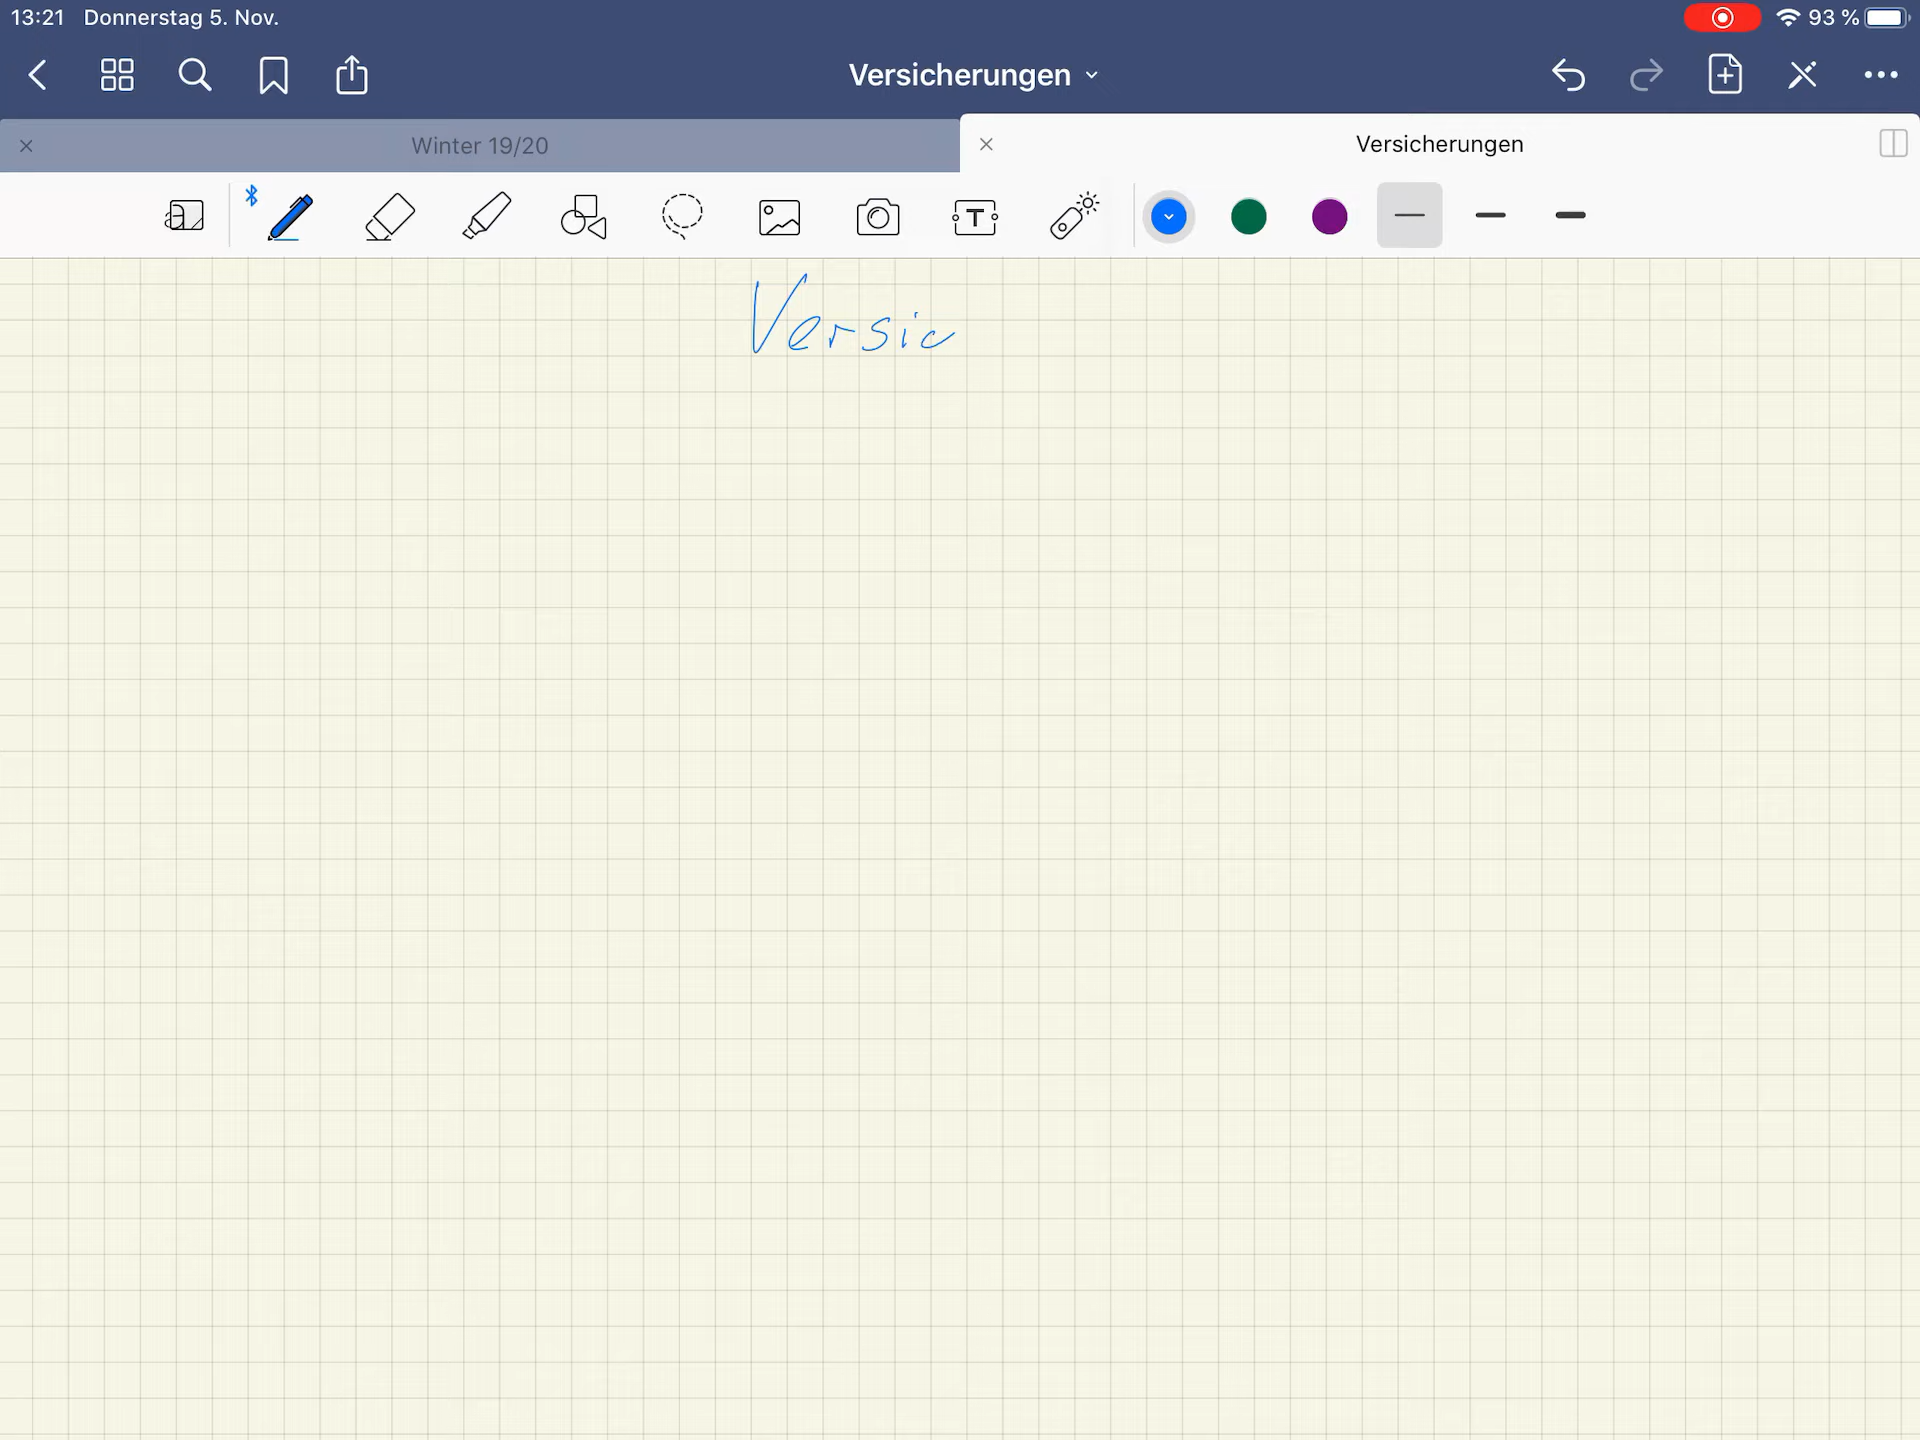 13:21 Donnerstag 5. Nov. 93 %
Versicherungen
Winter 19/20 Versicherungen
T
Versic